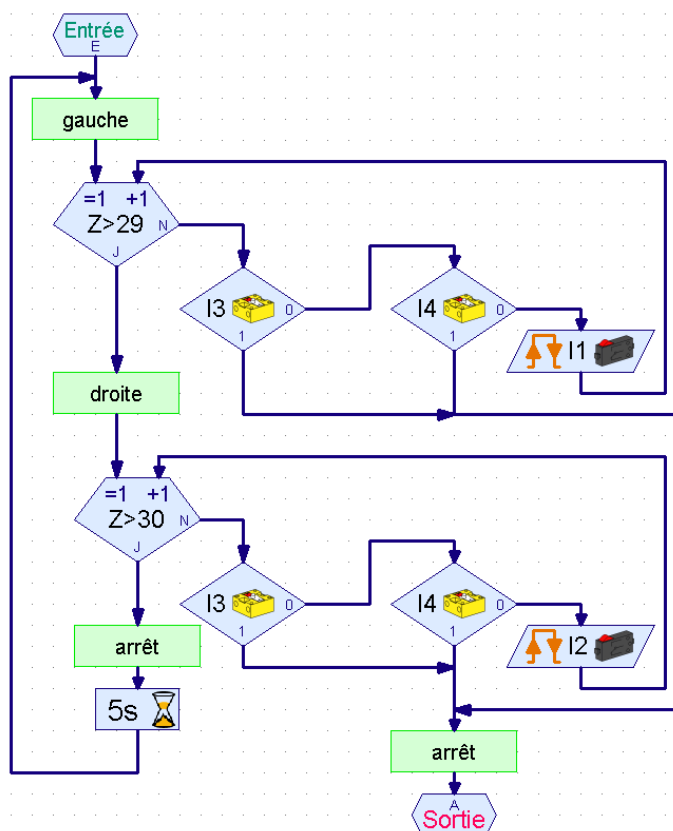 Entrée
E
gauche
=1 +1
Z>29
N
J
I3
0
1
I4
0
1
I1
droite
=1 +1
Z>30
N
J
I3
0
1
I4
0
1
I2
arrêt
5s
arrêt
A
Sortie